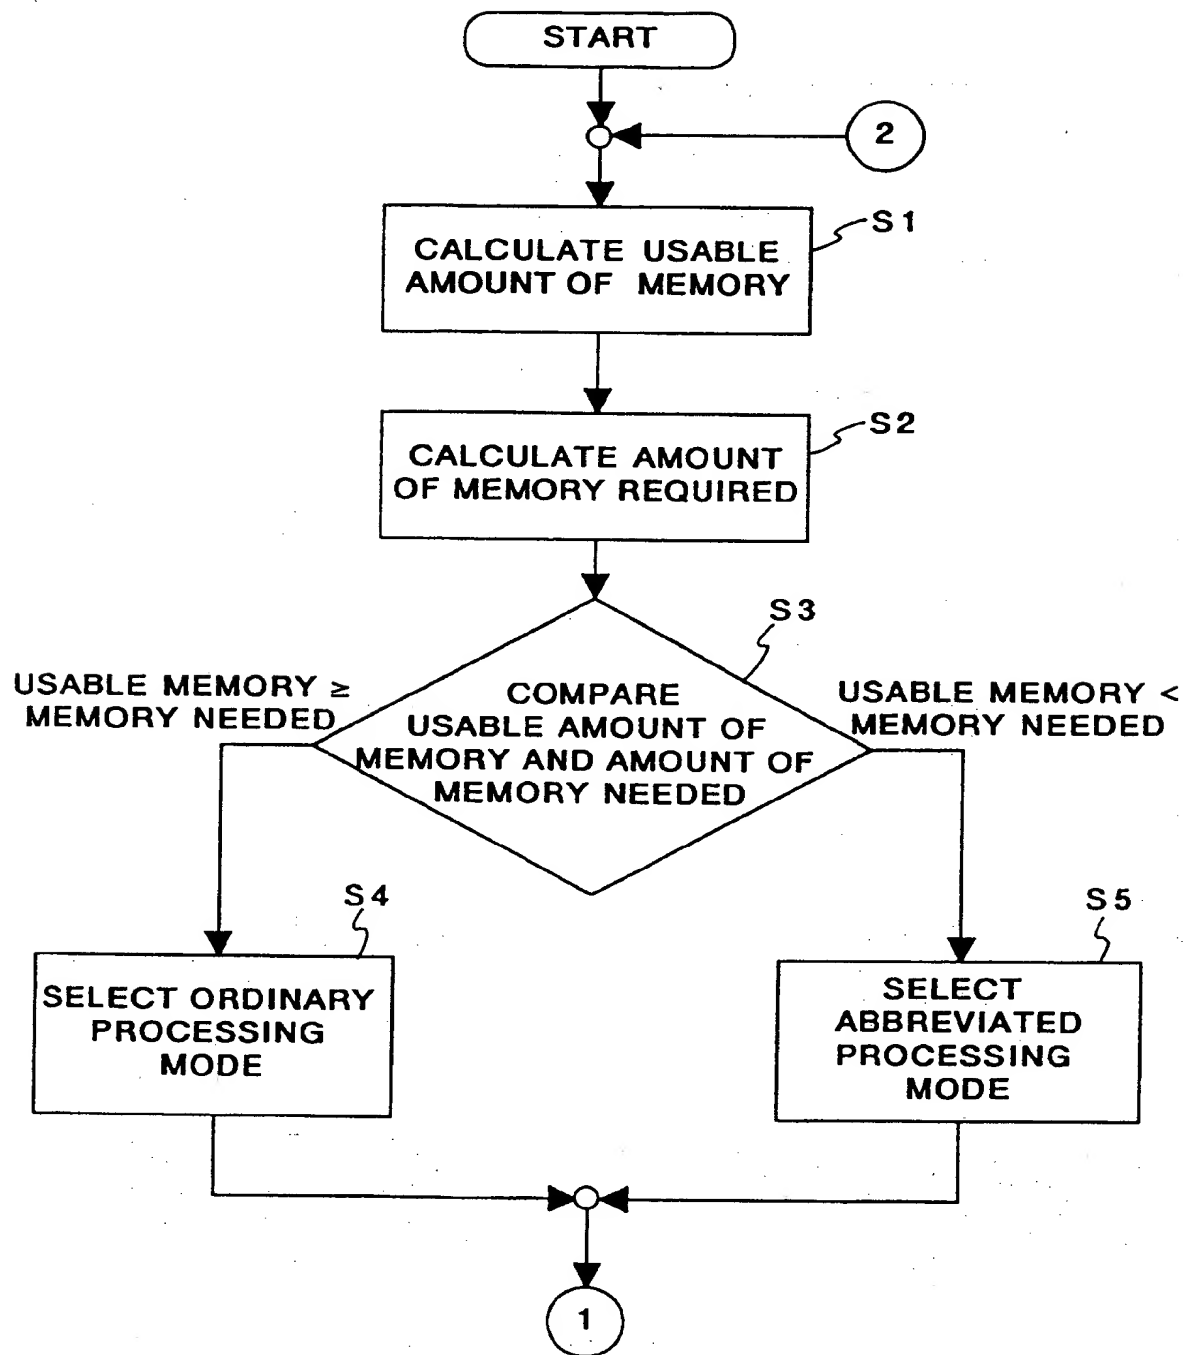 START
2
S1
CALCULATE USABLE
AMOUNT OF MEMORY
S2
CALCULATE AMOUNT
OF MEMORY REQUIRED
S3
USABLE MEMORY ≥
MEMORY NEEDED
COMPARE
USABLE AMOUNT OF
MEMORY AND AMOUNT OF
MEMORY NEEDED
USABLE MEMORY <
MEMORY NEEDED
S4
SELECT ORDINARY
PROCESSING
MODE
S5
SELECT
ABBREVIATED
PROCESSING
MODE
1